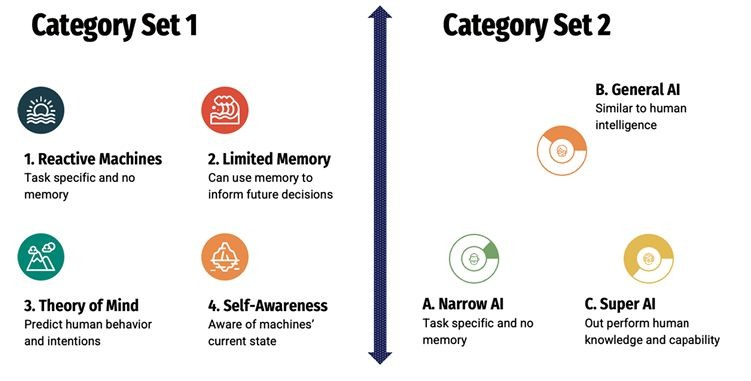 Category Set 1
1. Reactive Machines
Task specific and no
memory
2. Limited Memory
Can use memory to
inform future decisions
3. Theory of Mind
Predict human behavior
and intentions
4. Self-Awareness
Aware of machines’
current state
Category Set 2
B. General AI
Similar to human
intelligence
A. Narrow AI
Task specific and no
memory
C. Super AI
Out perform human
knowledge and capability